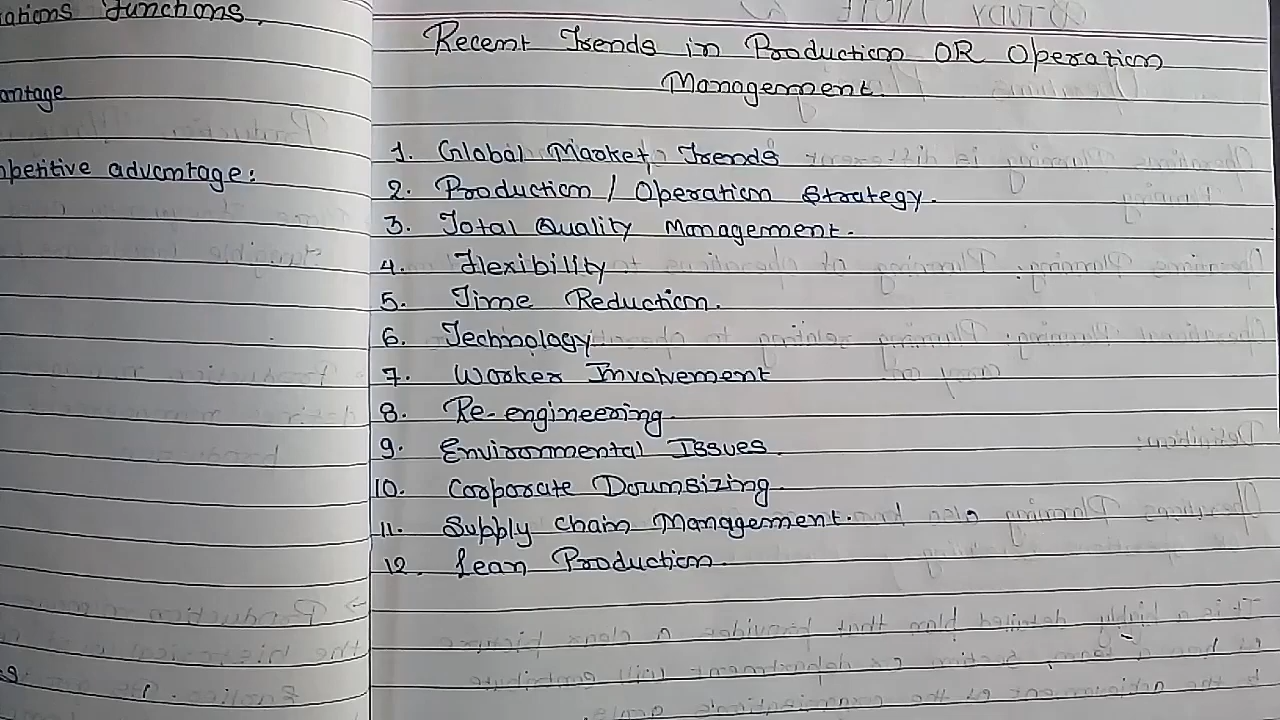 ations functions.
antage
petitive advantage:
Recent Trends in Production OR Operation
Management.
1. Global Market, Trends
2. Production / Operation Strategy.
3. Total Quality Management.
4. Flexibility
5. Time Reduction.
6. Technology
7. Worker Involvement
8. Re-engineering.
9. Environmental Issues.
10. Corporate Downsizing.
11. Supply Chain Management.
12. Lean Production.